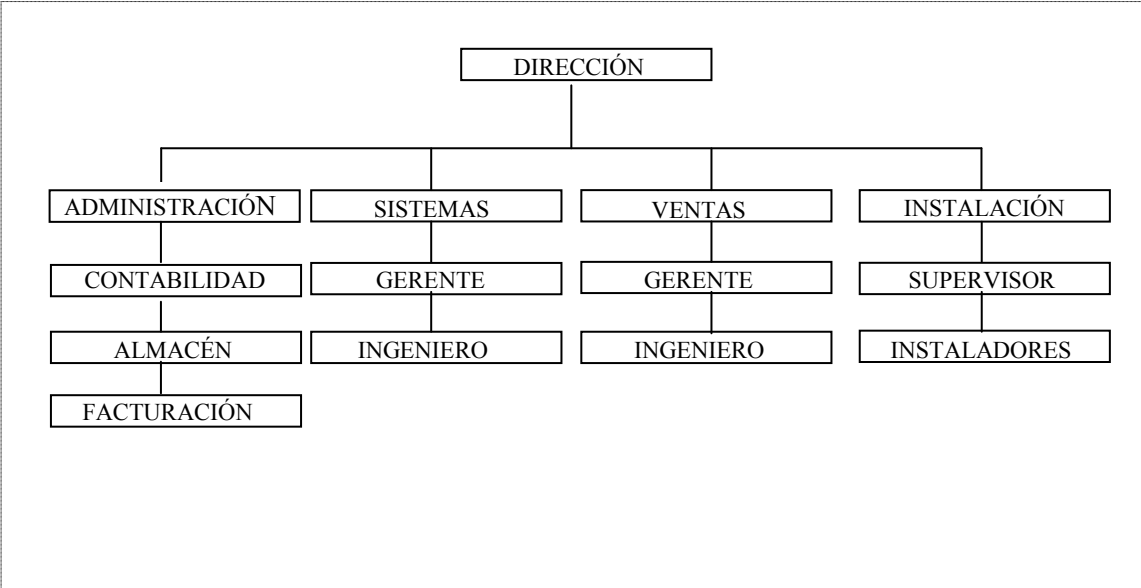 DIRECCIÓN
ADMINISTRACIÓN
SISTEMAS
VENTAS
INSTALACIÓN
CONTABILIDAD
GERENTE
GERENTE
SUPERVISOR
ALMACÉN
INGENIERO
INGENIERO
INSTALADORES
FACTURACIÓN